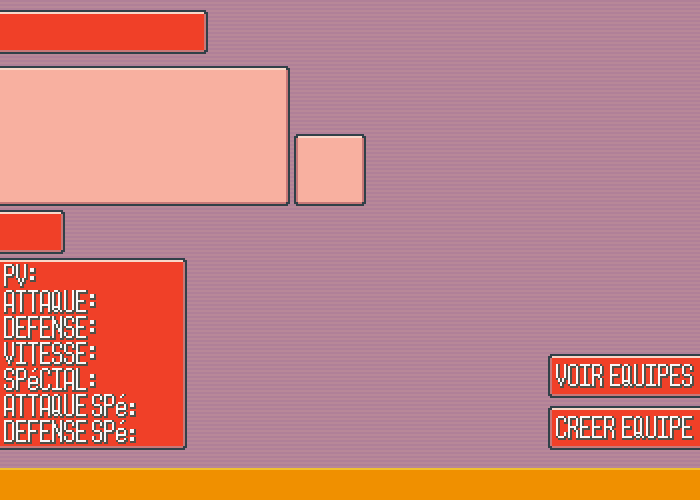 PV:
ATTAQUE:
DEFENSE:
VITESSE:
SPéCIAL:
ATTAQUE SPé:
DEFENSE SPé:
VOIR EQUIPES
CREER EQUIPE